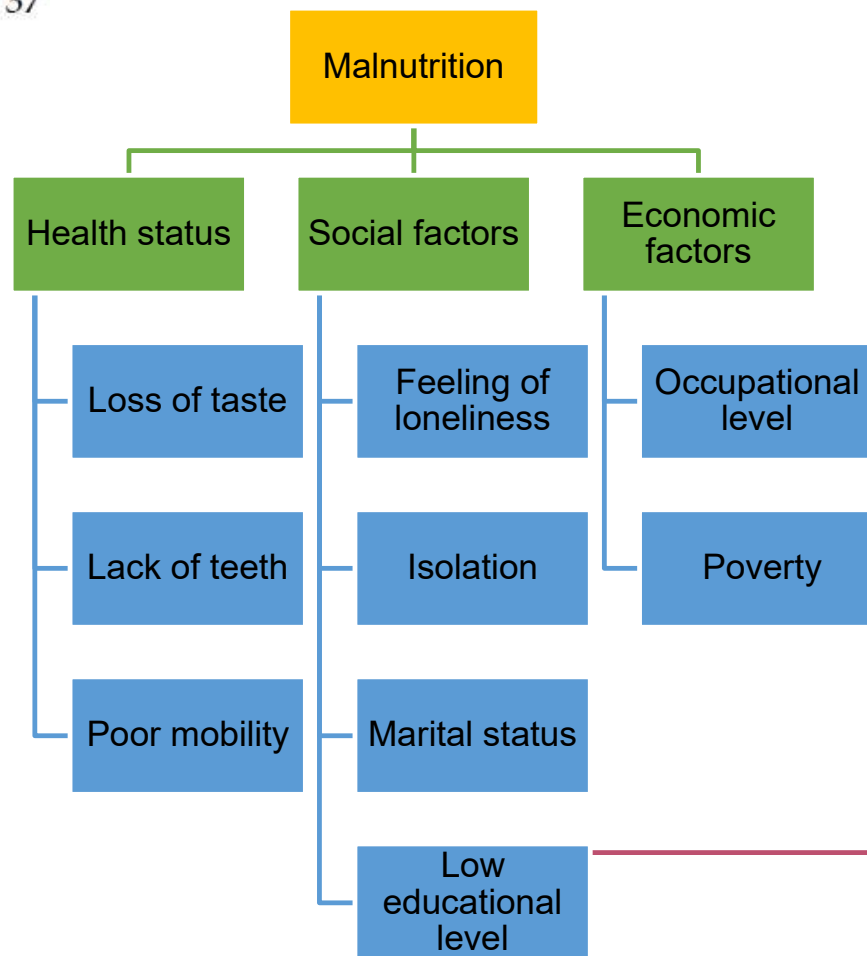 37
Malnutrition
Health status
Social factors
Economic
factors
Loss of taste
Feeling of
loneliness
Occupational
level
Lack of teeth
Isolation
Poverty
Poor mobility
Marital status
Low
educational
level